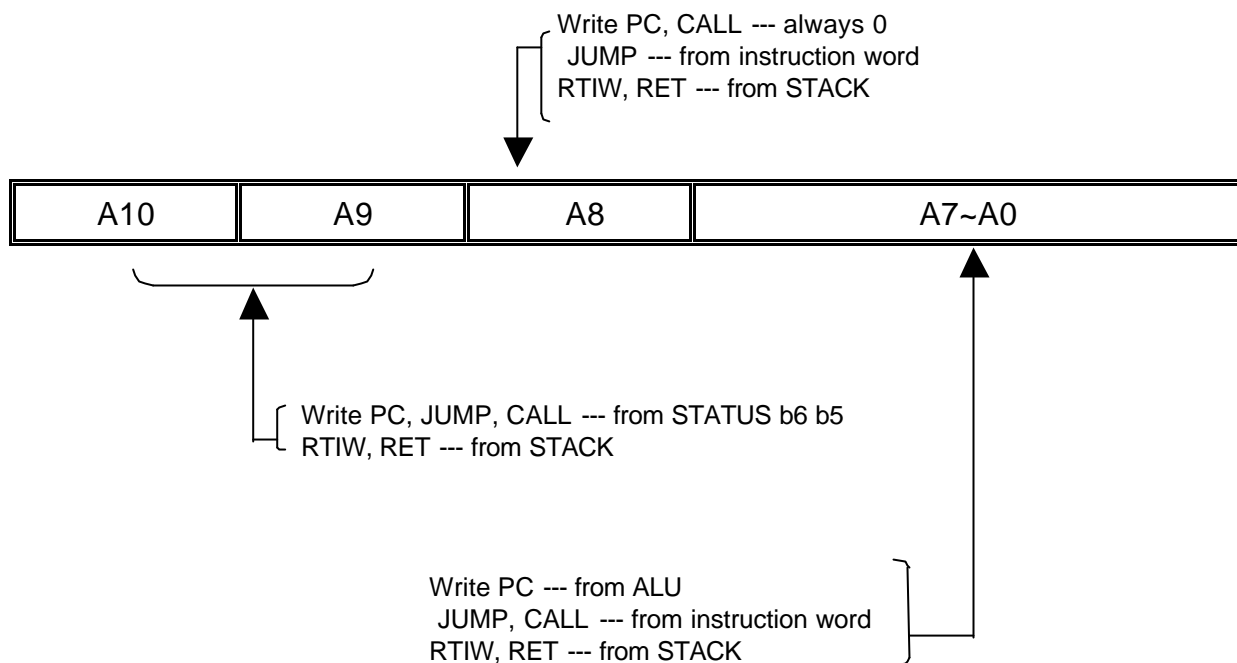 Write PC, CALL --- always 0
JUMP --- from instruction word
RTIW, RET --- from STACK
A10 A9 A8 A7~A0
Write PC, JUMP, CALL --- from STATUS b6 b5
RTIW, RET --- from STACK
Write PC --- from ALU
JUMP, CALL --- from instruction word
RTIW, RET --- from STACK